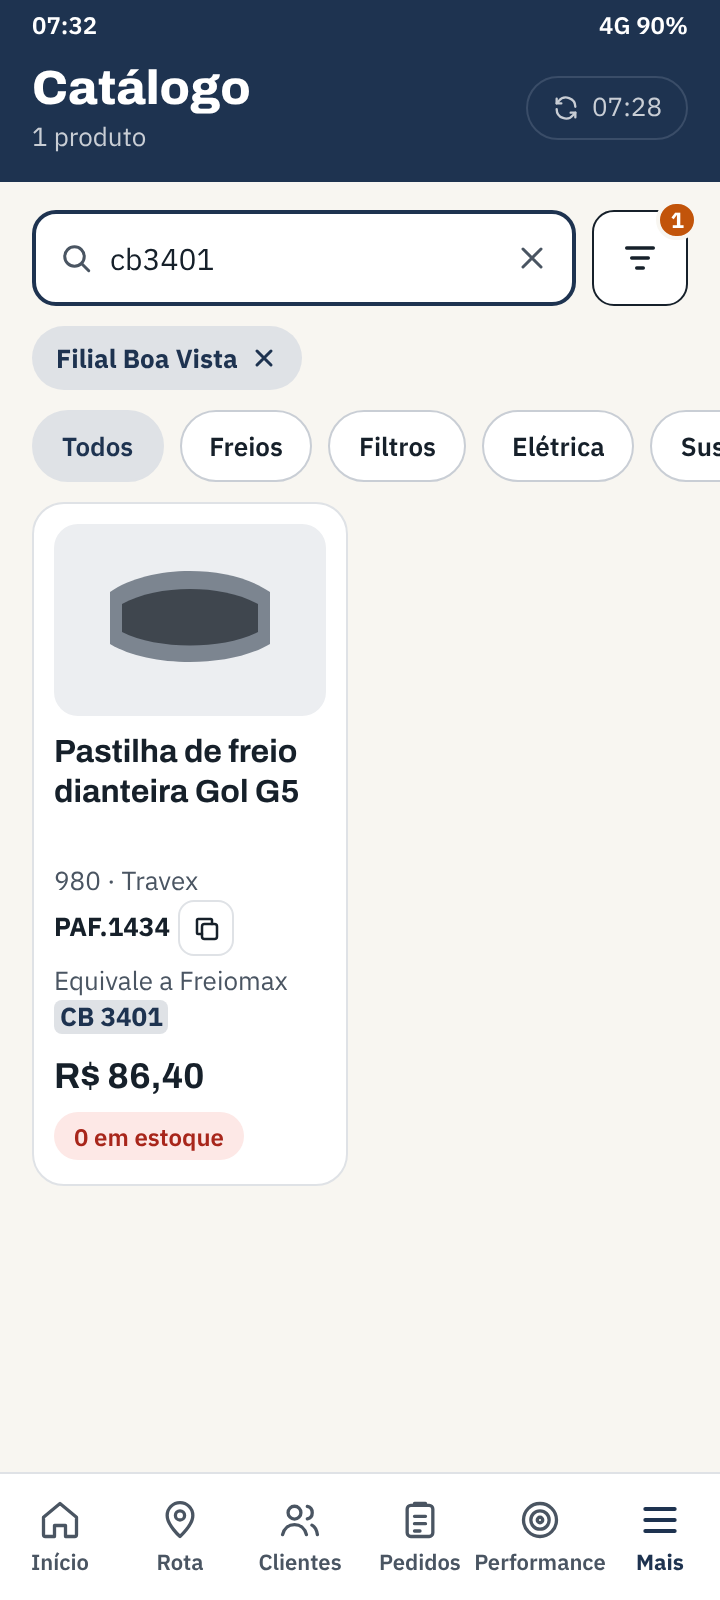 07:32
4G 90%
Catálogo
1 produto
07:28
cb3401
1
Filial Boa Vista
Todos
Freios
Filtros
Elétrica
Sus
Pastilha de freio
dianteira Gol G5
980 · Travex
PAF.1434
Equivale a Freiomax
CB 3401
R$ 86,40
0 em estoque
Início
Rota
Clientes
Pedidos
Performance
Mais